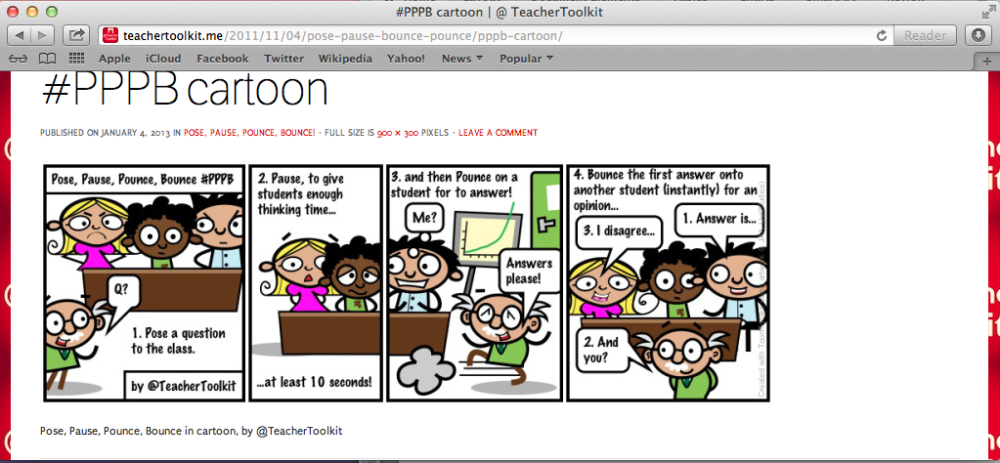 #PPPB cartoon | @ TeacherToolkit
teachertoolkit.me/2011/11/04/pose-pause-bounce-pounce/pppb-cartoon/
Reader
Apple iCloud Facebook Twitter Wikipedia Yahoo! News Popular
#PPPB cartoon
PUBLISHED ON JANUARY 4, 2013 IN POSE, PAUSE, POUNCE, BOUNCE! · FULL SIZE IS 900 × 300 PIXELS · LEAVE A COMMENT
Pose, Pause, Pounce, Bounce #PPPB
Q?
1. Pose a question
to the class.
by @TeacherToolkit
2. Pause, to give
students enough
thinking time...
...at least 10 seconds!
3. and then Pounce on a
student for to answer!
Me?
Answers
please!
4. Bounce the first answer onto
another student (instantly) for an
opinion...
1. Answer is...
3. I disagree...
2. And
you?
Created with Toon
Pose, Pause, Pounce, Bounce in cartoon, by @TeacherToolkit